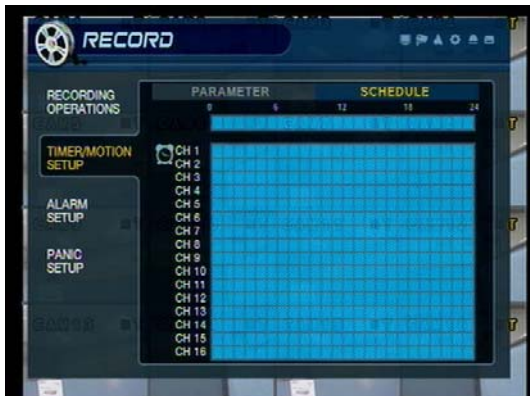 RECORD
RECORDING
OPERATIONS
TIMER/MOTION
SETUP
ALARM
SETUP
PANIC
SETUP
PARAMETER
SCHEDULE
0 6 12 18 24
CH 1
CH 2
CH 3
CH 4
CH 5
CH 6
CH 7
CH 8
CH 9
CH 10
CH 11
CH 12
CH 13
CH 14
CH 15
CH 16